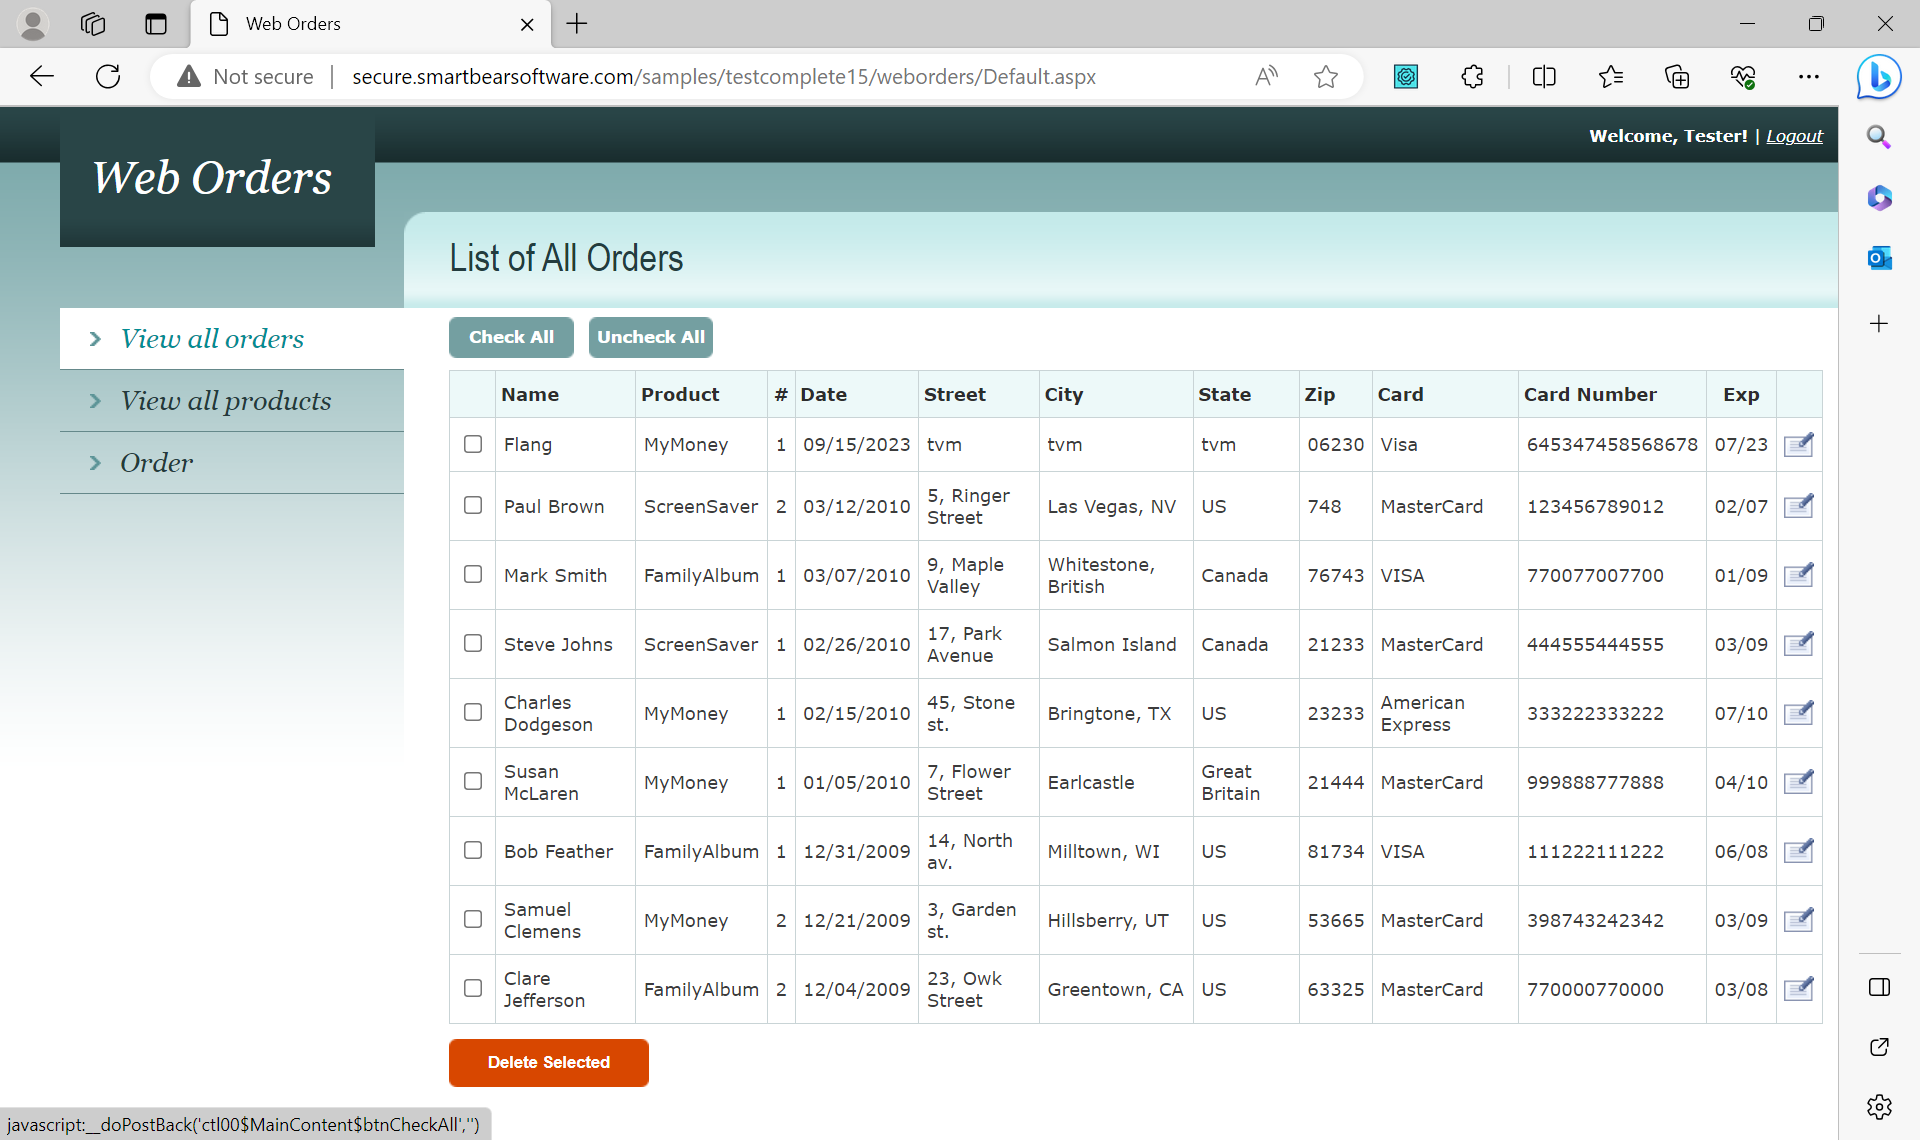 Web Orders
Not secure
secure.smartbearsoftware.com/samples/testcomplete15/weborders/Default.aspx
Welcome, Tester! | Logout
Web Orders
List of All Orders
View all orders
View all products
Order
Check All Uncheck All
Name Product # Date Street City State Zip Card Card Number Exp
Flang MyMoney 1 09/15/2023 tvm tvm tvm 06230 Visa 645347458568678 07/23
Paul Brown ScreenSaver 2 03/12/2010 5, Ringer Street Las Vegas, NV US 748 MasterCard 123456789012 02/07
Mark Smith FamilyAlbum 1 03/07/2010 9, Maple Valley Whitestone, British Canada 76743 VISA 770077007700 01/09
Steve Johns ScreenSaver 1 02/26/2010 17, Park Avenue Salmon Island Canada 21233 MasterCard 444555444555 03/09
Charles Dodgeson MyMoney 1 02/15/2010 45, Stone st. Bringtone, TX US 23233 American Express 333222333222 07/10
Susan McLaren MyMoney 1 01/05/2010 7, Flower Street Earlcastle Great Britain 21444 MasterCard 999888777888 04/10
Bob Feather FamilyAlbum 1 12/31/2009 14, North av. Milltown, WI US 81734 VISA 111222111222 06/08
Samuel Clemens MyMoney 2 12/21/2009 3, Garden st. Hillsberry, UT US 53665 MasterCard 398743242342 03/09
Clare Jefferson FamilyAlbum 2 12/04/2009 23, Owk Street Greentown, CA US 63325 MasterCard 770000770000 03/08
Delete Selected
javascript:__doPostBack('ctl00$MainContent$btnCheckAll','')